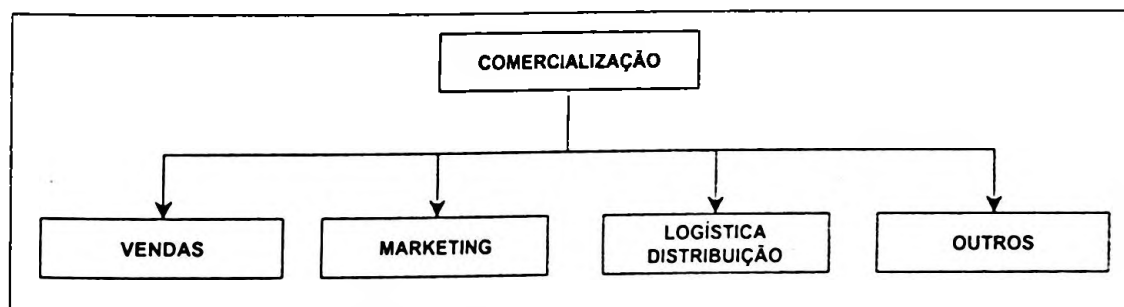 COMERCIALIZAÇÃO
VENDAS
MARKETING
LOGÍSTICA
DISTRIBUIÇÃO
OUTROS